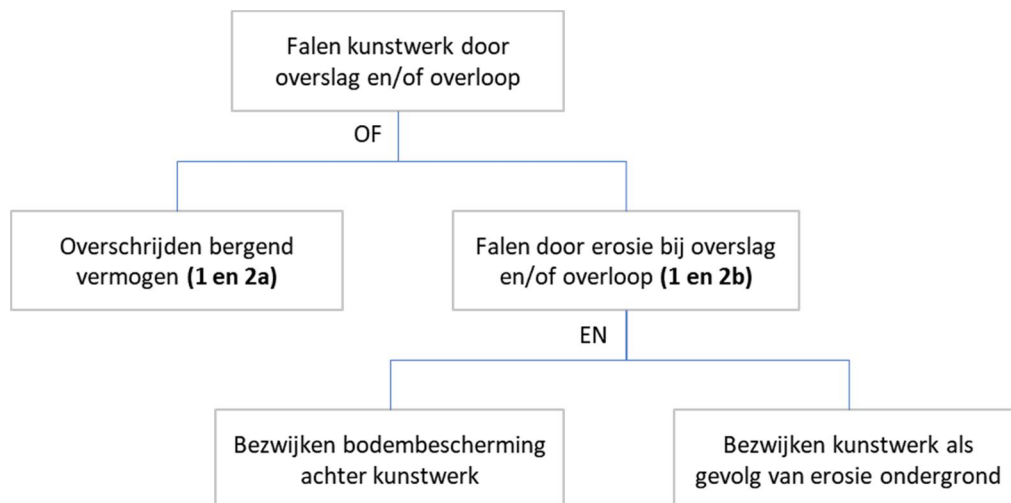 Falen kunstwerk door
overslag en/of overloop
OF
Overschrijden bergend
vermogen (1 en 2a)
Falen door erosie bij overslag
en/of overloop (1 en 2b)
EN
Bezwijken bodembescherming
achter kunstwerk
Bezwijken kunstwerk als
gevolg van erosie ondergrond